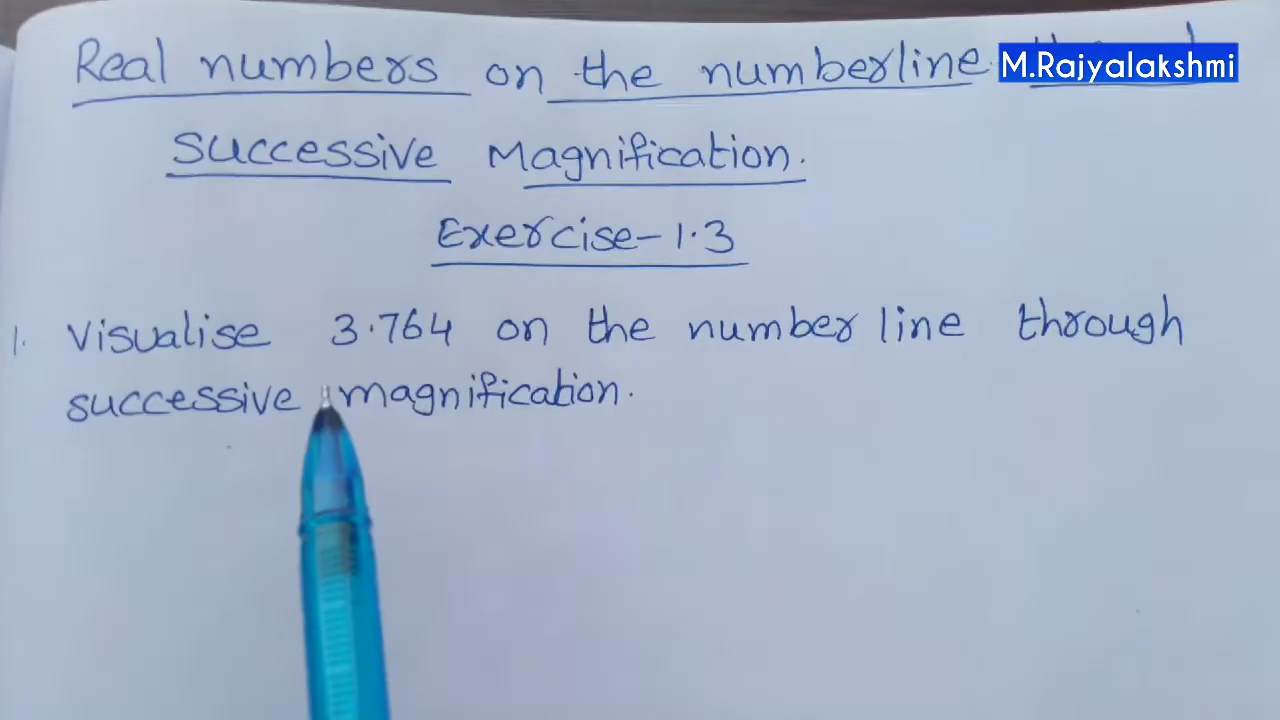 Real numbers on the numberline
M.Rajyalakshmi
Successive Magnification.
Exercise-1.3
1. Visualise 3.764 on the number line through
successive magnification.